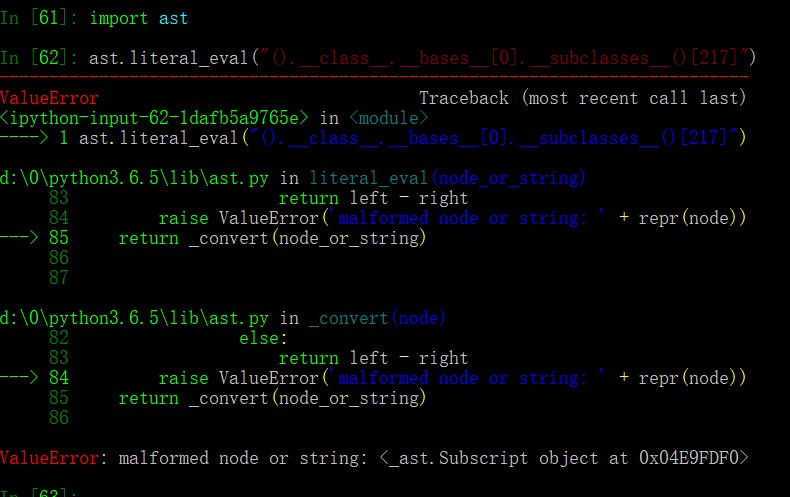 In [61]: import ast
In [62]: ast.literal_eval("().__class__.__bases__[0].__subclasses__()[217]")
---------------------------------------------------------------------------
ValueError                                Traceback (most recent call last)
<ipython-input-62-1dafb5a9765e> in <module>
----> 1 ast.literal_eval("().__class__.__bases__[0].__subclasses__()[217]")
d:\0\python3.6.5\lib\ast.py in literal_eval(node_or_string)
     83                     return left - right
     84         raise ValueError('malformed node or string: ' + repr(node))
---> 85     return _convert(node_or_string)
     86
     87
d:\0\python3.6.5\lib\ast.py in _convert(node)
     82                 else:
     83                     return left - right
---> 84         raise ValueError('malformed node or string: ' + repr(node))
     85     return _convert(node_or_string)
     86
ValueError: malformed node or string: <_ast.Subscript object at 0x04E9FDF0>
In [63]: